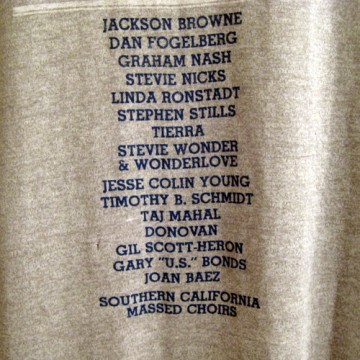 JACKSON BROWNE
DAN FOGELBERG
GRAHAM NASH
STEVIE NICKS
LINDA RONSTADT
STEPHEN STILLS
TIERRA
STEVIE WONDER
& WONDERLOVE
JESSE COLIN YOUNG
TIMOTHY B. SCHMIDT
TAJ MAHAL
DONOVAN
GIL SCOTT-HERON
GARY "U.S." BONDS
JOAN BAEZ
SOUTHERN CALIFORNIA
MASSED CHOIRS